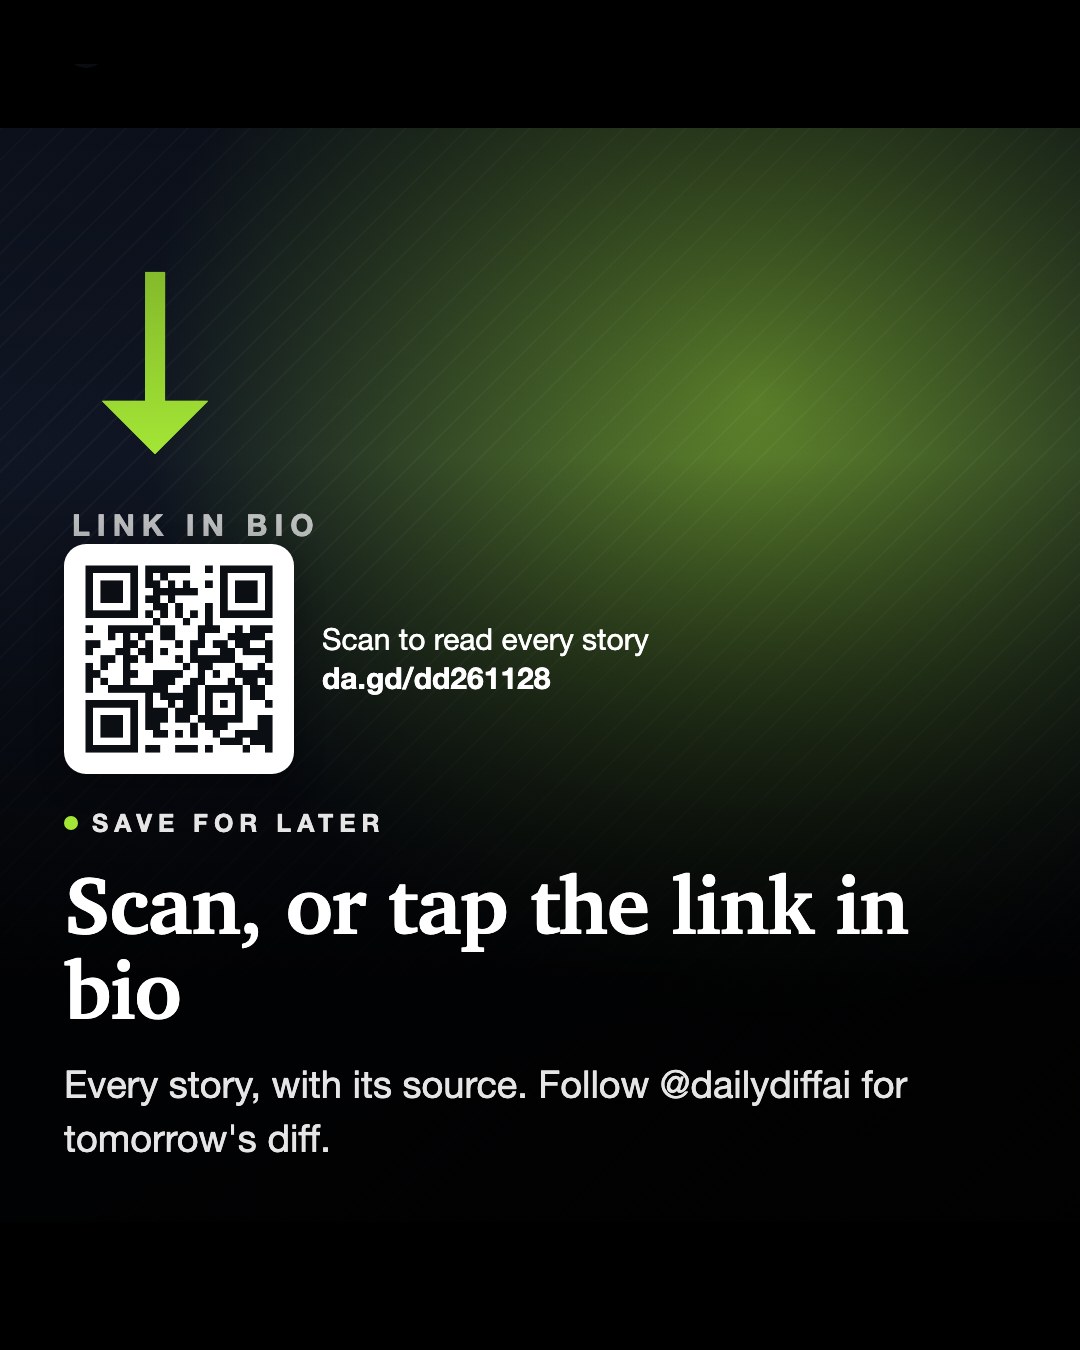 LINK IN BIO
Scan to read every story
da.gd/dd261128
SAVE FOR LATER
Scan, or tap the link in
bio
Every story, with its source. Follow @dailydiffai for
tomorrow's diff.